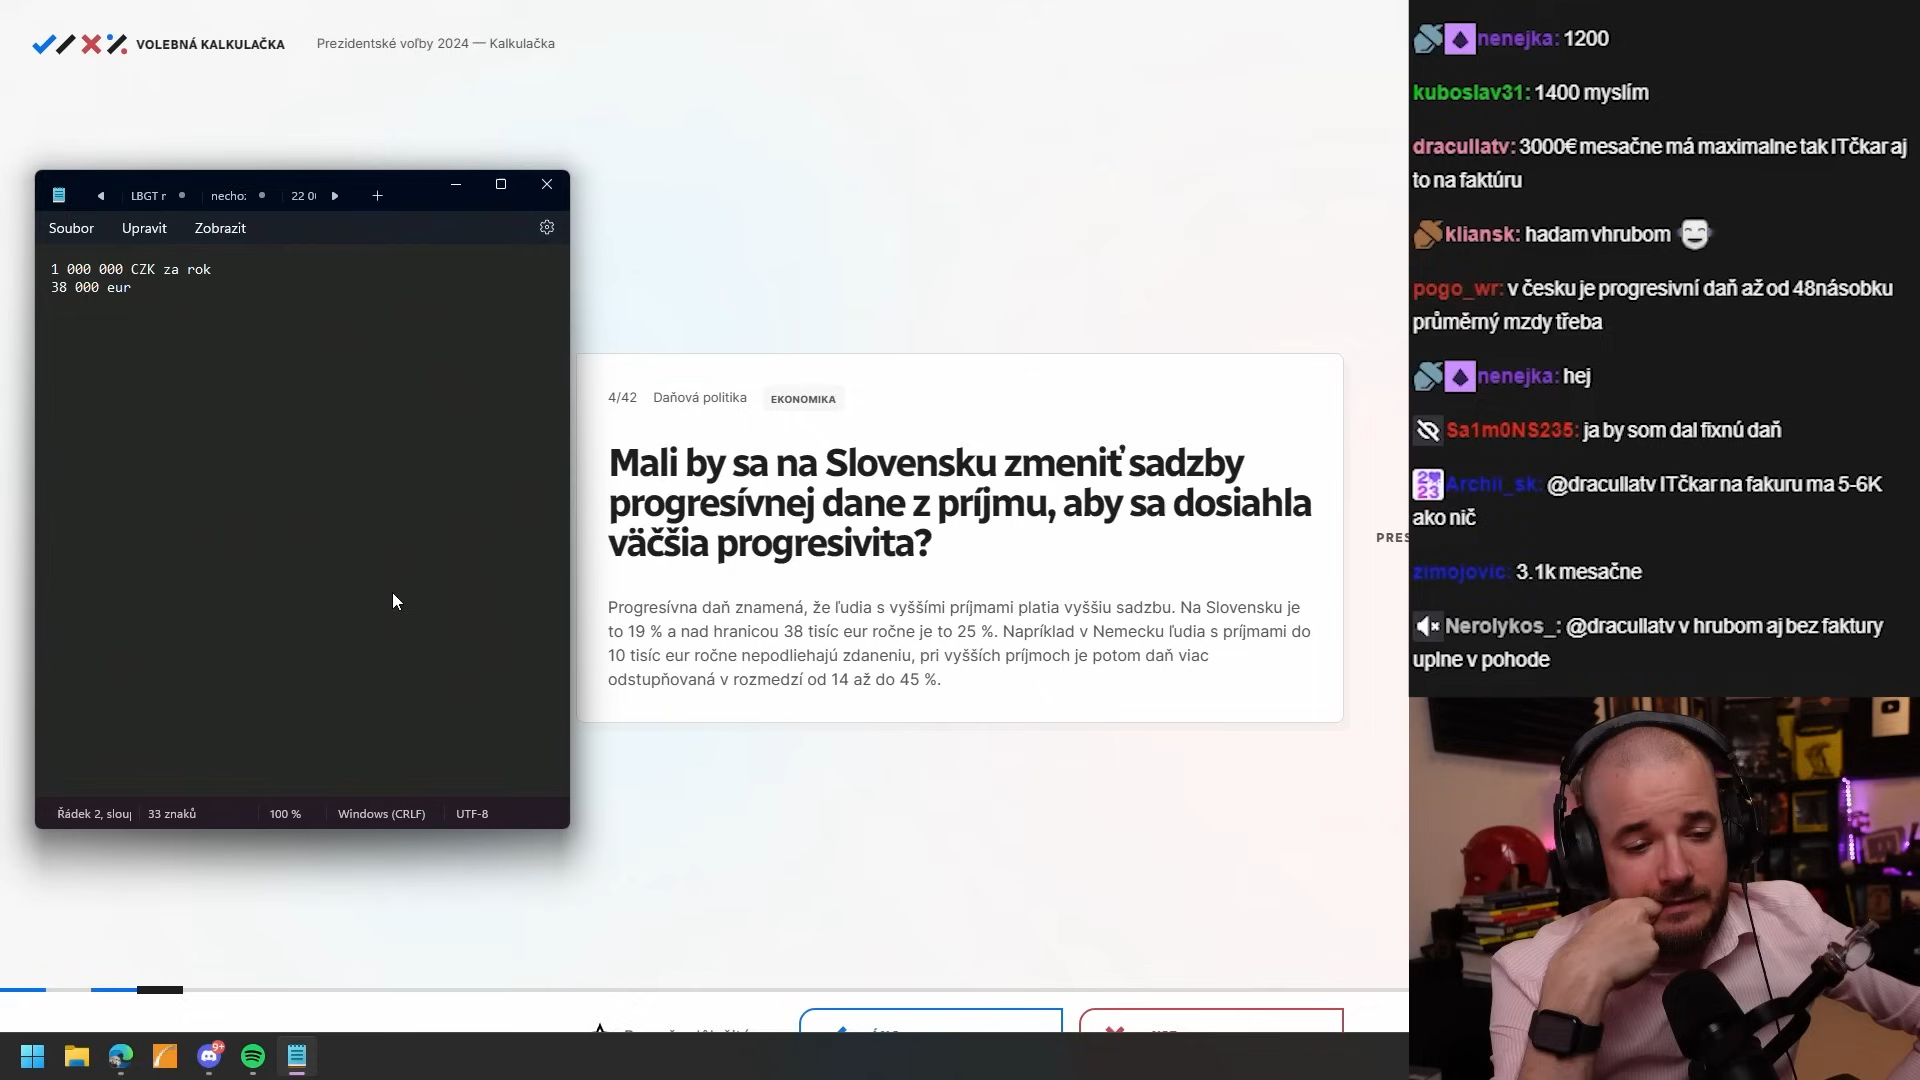 VOLEBNÁ KALKULAČKA
Prezidentské voľby 2024 — Kalkulačka
LBGT r
necho:
22 0
Soubor
Upravit
Zobrazit
1 000 000 CZK za rok
38 000 eur
Řádek 2, sloup
33 znaků
100 %
Windows (CRLF)
UTF-8
4/42
Daňová politika
EKONOMIKA
Mali by sa na Slovensku zmeniť sadzby
progresívnej dane z príjmu, aby sa dosiahla
väčšia progresivita?
Progresívna daň znamená, že ľudia s vyššími príjmami platia vyššiu sadzbu. Na Slovensku je
to 19 % a nad hranicou 38 tisíc eur ročne je to 25 %. Napríklad v Nemecku ľudia s príjmami do
10 tisíc eur ročne nepodliehajú zdaneniu, pri vyšších príjmoch je potom daň viac
odstupňovaná v rozmedzí od 14 až do 45 %.
PRES
9+
nenejka: 1200
kuboslav31: 1400 myslím
dracullatv: 3000€ mesačne má maximalne tak ITčkar aj
to na faktúru
kliansk: hadam vhrubom
pogo_wr: v česku je progresivní daň až od 48násobku
průměrný mzdy třeba
nenejka: hej
Sa1m0NS235: ja by som dal fixnú daň
2023
Archii_sk: @dracullatv ITčkar na fakuru ma 5-6K
ako nič
zimojovic: 3.1k mesačne
Nerolykos_: @dracullatv v hrubom aj bez faktury
uplne v pohode